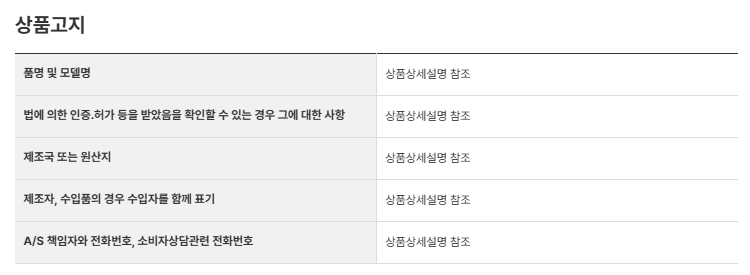 상품고지
품명 및 모델명
상품상세설명 참조
법에 의한 인증.허가 등을 받았음을 확인할 수 있는 경우 그에 대한 사항
상품상세설명 참조
제조국 또는 원산지
상품상세설명 참조
제조자, 수입품의 경우 수입자를 함께 표기
상품상세설명 참조
A/S 책임자와 전화번호, 소비자상담관련 전화번호
상품상세설명 참조